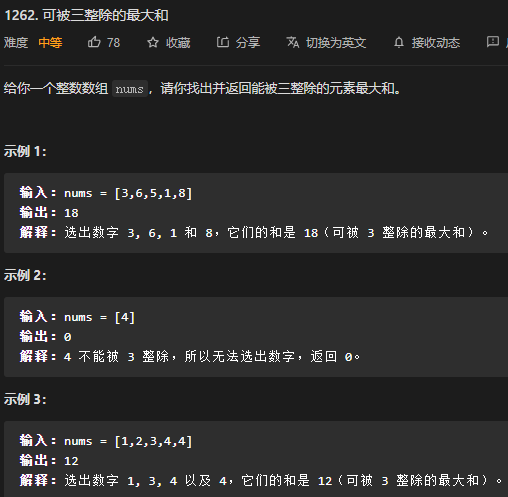 1262. 可被三整除的最大和
难度 中等 78 收藏 分享 切换为英文 接收动态
给你一个整数数组 nums，请你找出并返回能被三整除的元素最大和。
示例 1：
输入：nums = [3,6,5,1,8]
输出：18
解释：选出数字 3, 6, 1 和 8，它们的和是 18（可被 3 整除的最大和）。
示例 2：
输入：nums = [4]
输出：0
解释：4 不能被 3 整除，所以无法选出数字，返回 0。
示例 3：
输入：nums = [1,2,3,4,4]
输出：12
解释：选出数字 1, 3, 4 以及 4，它们的和是 12（可被 3 整除的最大和）。